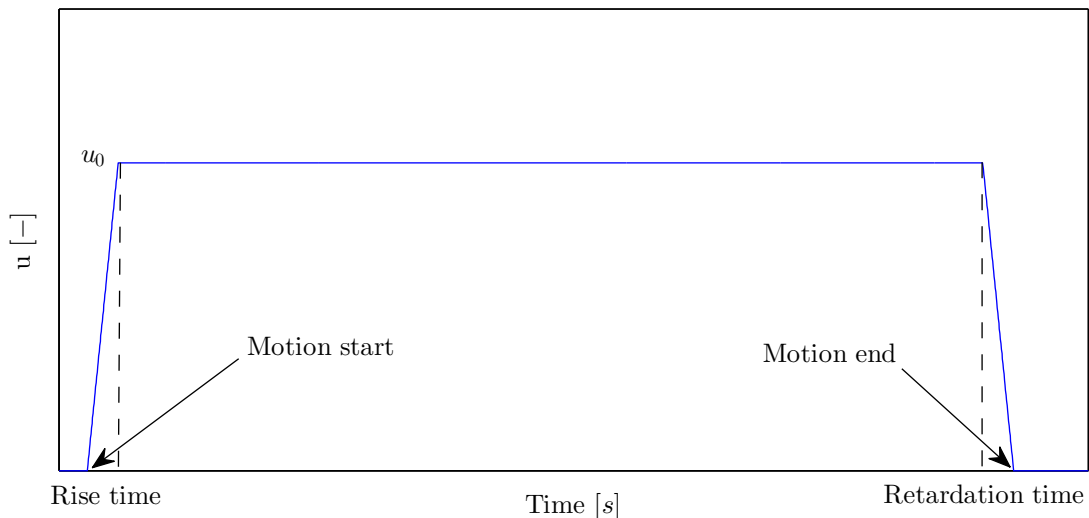 u₀
u [−]
Motion start
Motion end
Rise time
Retardation time
Time [s]